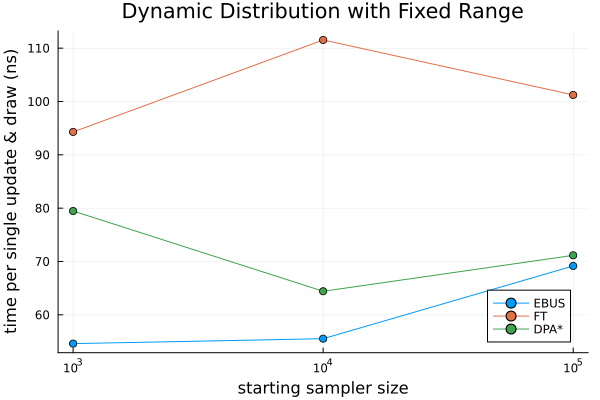 Dynamic Distribution with Fixed Range
time per single update & draw (ns)
110
100
90
80
70
60
EBUS
FT
DPA*
10³
10⁴
10⁵
starting sampler size